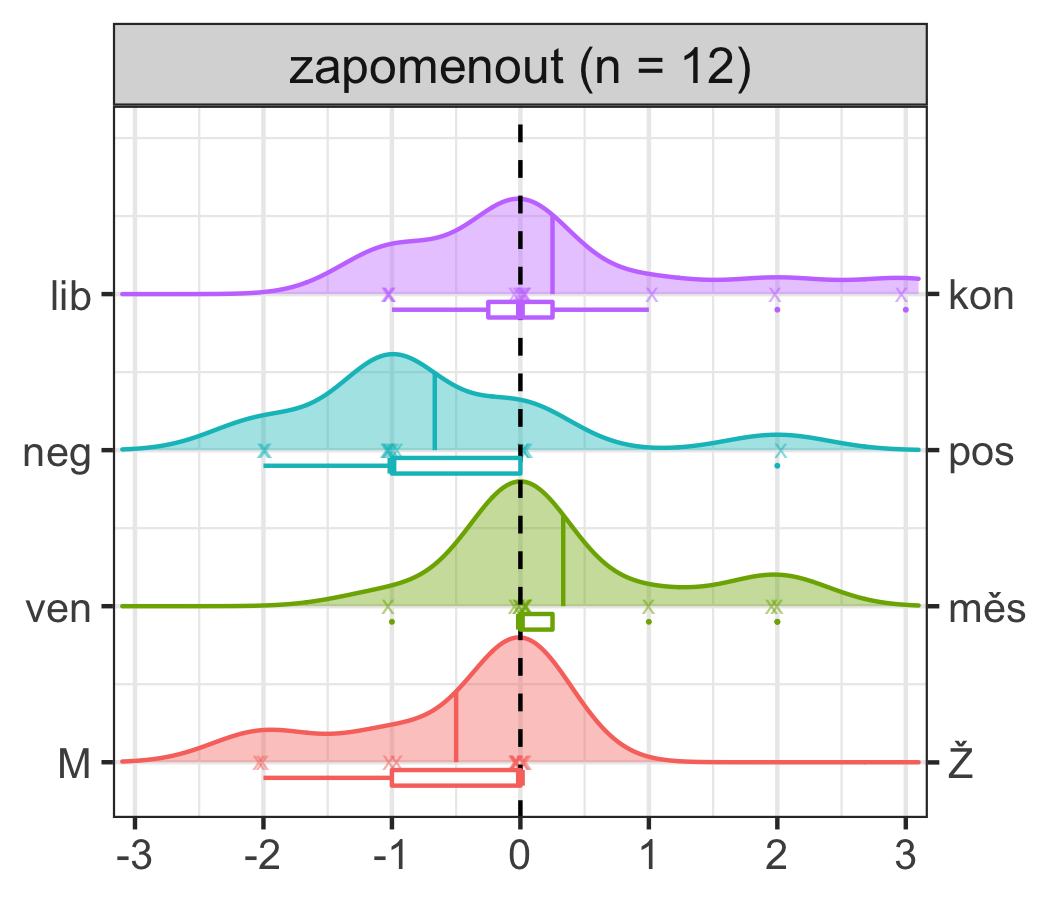 zapomenout (n = 12)
lib kon
neg pos
ven měs
M Ž
-3 -2 -1 0 1 2 3